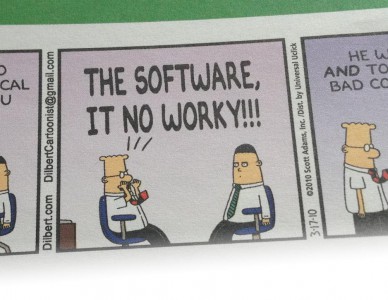 CAL
U
Dilbert.com DilbertCartoonist@gmail.com
THE SOFTWARE,
IT NO WORKY!!!
3-17-10 ©2010 Scott Adams, Inc. /Dist. by Universal Uclick
HE W
AND TO
BAD CO